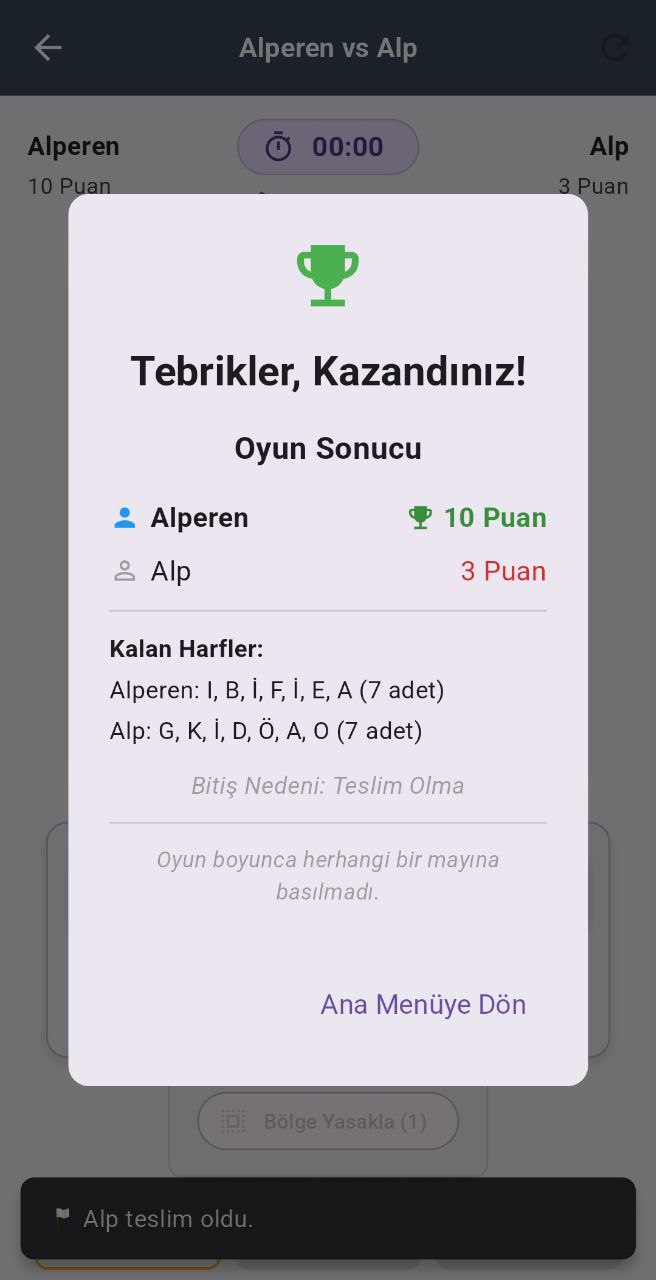 Alperen vs Alp
Alperen
00:00
Alp
10 Puan
3 Puan
Tebrikler, Kazandınız!
Oyun Sonucu
Alperen
10 Puan
Alp
3 Puan
Kalan Harfler:
Alperen: I, B, İ, F, İ, E, A (7 adet)
Alp: G, K, İ, D, Ö, A, O (7 adet)
Bitiş Nedeni: Teslim Olma
Oyun boyunca herhangi bir mayına
basılmadı.
Ana Menüye Dön
Bölge Yasakla (1)
Alp teslim oldu.